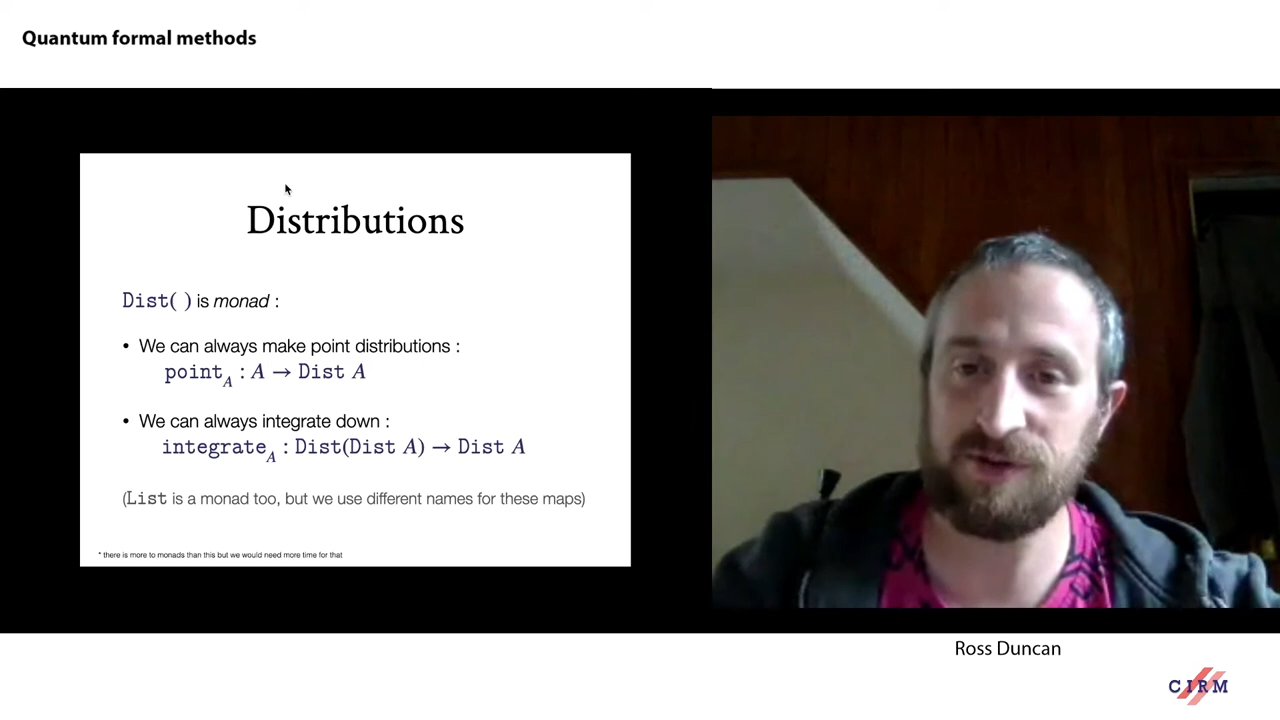 Quantum formal methods
Distributions
Dist( ) is monad :
• We can always make point distributions :
point_A : A → Dist A
• We can always integrate down :
integrate_A : Dist(Dist A) → Dist A
(List is a monad too, but we use different names for these maps)
* there is more to monads than this but we would need more time for that
Ross Duncan
CIRM